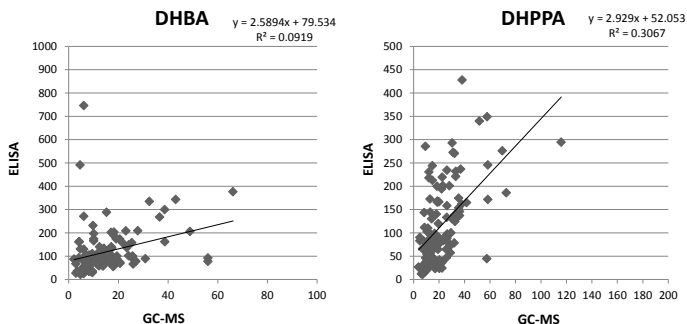 DHBA
y = 2.5894x + 79.534
R² = 0.0919
1000
900
800
700
600
500
400
300
200
100
0
ELISA
0 20 40 60 80 100
GC-MS
DHPPA
y = 2.929x + 52.053
R² = 0.3067
500
450
400
350
300
250
200
150
100
50
0
ELISA
0 20 40 60 80 100 120 140 160 180 200
GC-MS